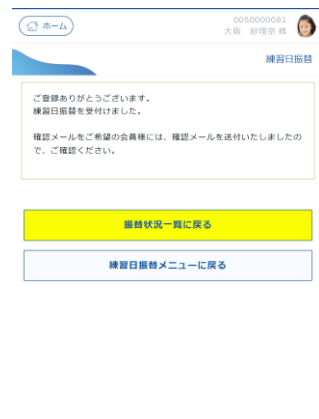 ホーム
0050000081
大阪 紗理奈 様
練習日振替
ご登録ありがとうございます。
練習日振替を受付けました。
確認メールをご希望の会員様には、確認メールを送付いたしましたの
で、ご確認ください。
振替状況一覧に戻る
練習日振替メニューに戻る